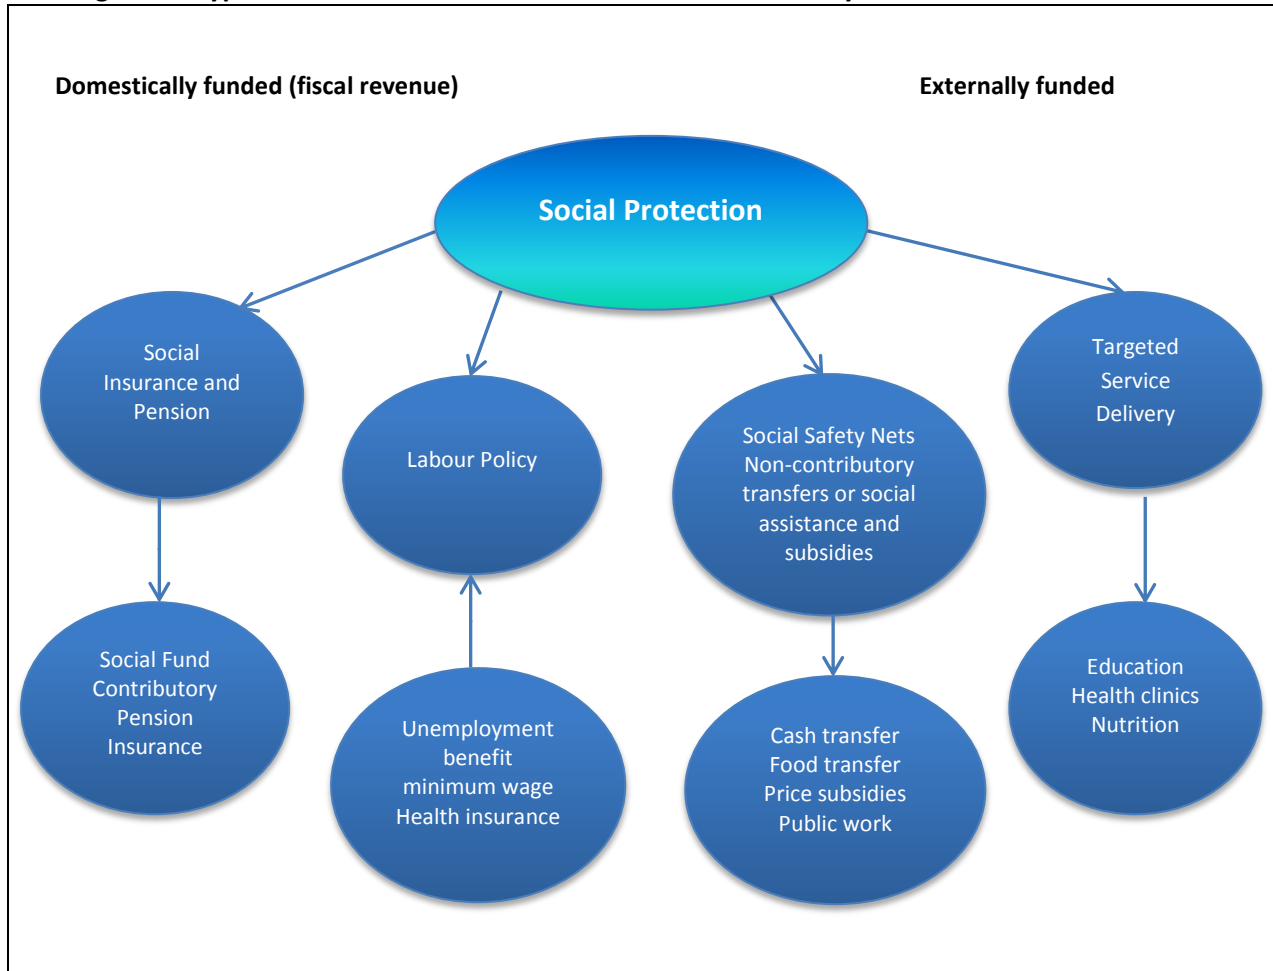 Domestically funded (fiscal revenue)
Externally funded
Social Protection
Social
Insurance and
Pension
Labour Policy
Social Safety Nets
Non-contributory
transfers or social
assistance and
subsidies
Targeted
Service
Delivery
Social Fund
Contributory
Pension
Insurance
Unemployment
benefit
minimum wage
Health insurance
Cash transfer
Food transfer
Price subsidies
Public work
Education
Health clinics
Nutrition